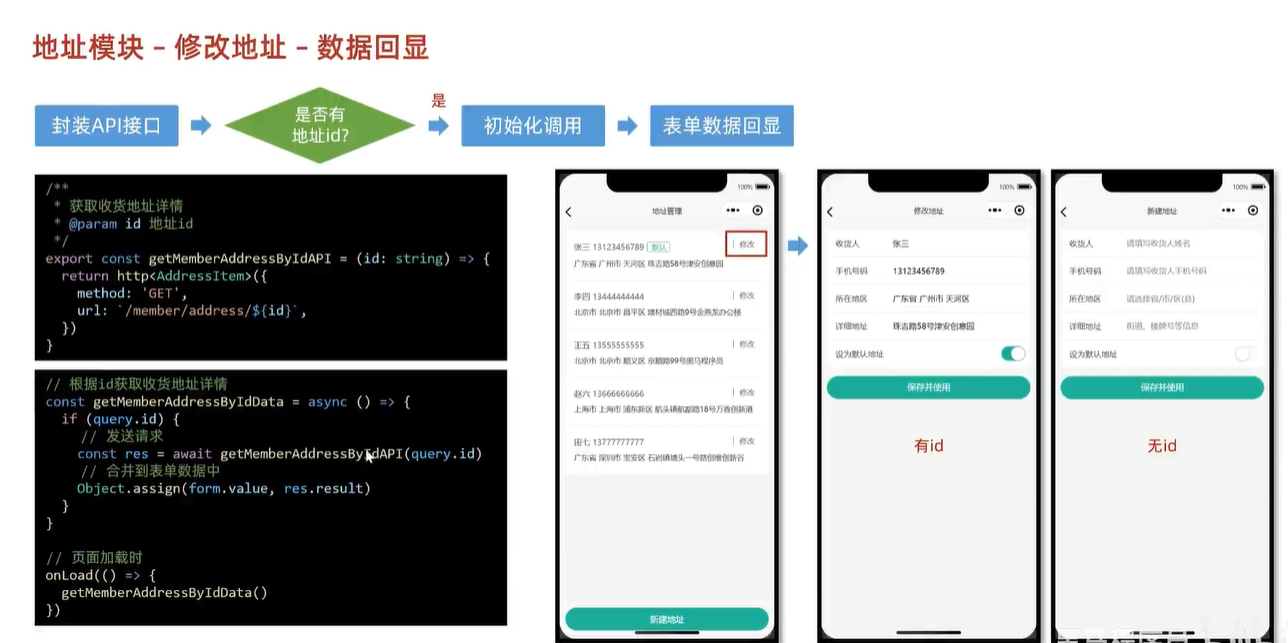 地址模块 – 修改地址 – 数据回显
封装API接口
是否有
地址id?
是
初始化调用
表单数据回显
/**
* 获取收货地址详情
* @param id 地址id
*/
export const getMemberAddressByIdAPI = (id: string) => {
return http<AddressItem>({
method: 'GET',
url: `/member/address/${id}`,
})
}
// 根据id获取收货地址详情
const getMemberAddressByIdData = async () => {
if (query.id) {
// 发送请求
const res = await getMemberAddressByIdAPI(query.id)
// 合并到表单数据中
Object.assign(form.value, res.result)
}
}
// 页面加载时
onLoad(() => {
getMemberAddressByIdData()
})
100%
地址管理
张三 13123456789 默认 修改
广东省 广州市 天河区 珠吉路58号津安创意园
李四 13444444444 修改
北京市 北京市 昌平区 建材城西路9号金燕龙办公楼
王五 13555555555 修改
北京市 北京市 顺义区 京顺路99号黑马程序员
赵六 13666666666 修改
上海市 上海市 浦东新区 航头镇航都路18号万香创新港
田七 13777777777 修改
广东省 深圳市 宝安区 石岩镇塘头一号路创维创新谷
新建地址
100%
修改地址
收货人 张三
手机号码 13123456789
所在地区 广东省 广州市 天河区
详细地址 珠吉路58号津安创意园
设为默认地址
保存并使用
有id
100%
新建地址
收货人 请填写收货人姓名
手机号码 请填写收货人手机号码
所在地区 请选择省/市/区(县)
详细地址 街道、楼牌号等信息
设为默认地址
保存并使用
无id